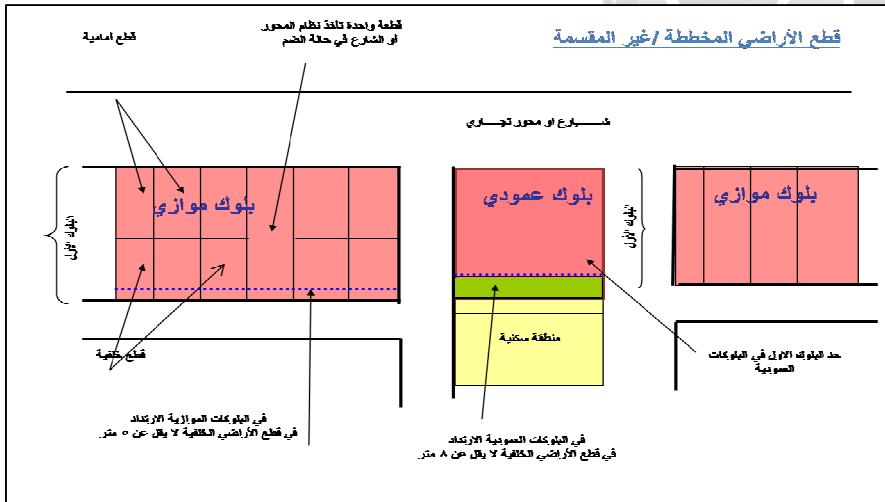 قطع الأراضي المخططة /غير المقسمة
قطعة واحدة تأخذ نظام المحور
او الشارع في حالة الضم
قطع امامية
شـــــارع او محور تجـــاري
بلوك موازي
بلوك عمودي
بلوك موازي
البلوك الأول
البلوك الأول
منطقة سكنية
حد البلوك الاول في البلوكات
العمودية
قطع خلفية
في البلوكات الموازية الارتداد
في قطع الأراضي الخلفية لا يقل عن ٥ متر
في البلوكات العمودية الارتداد
في قطع الأراضي الخلفية لا يقل عن ٨ متر